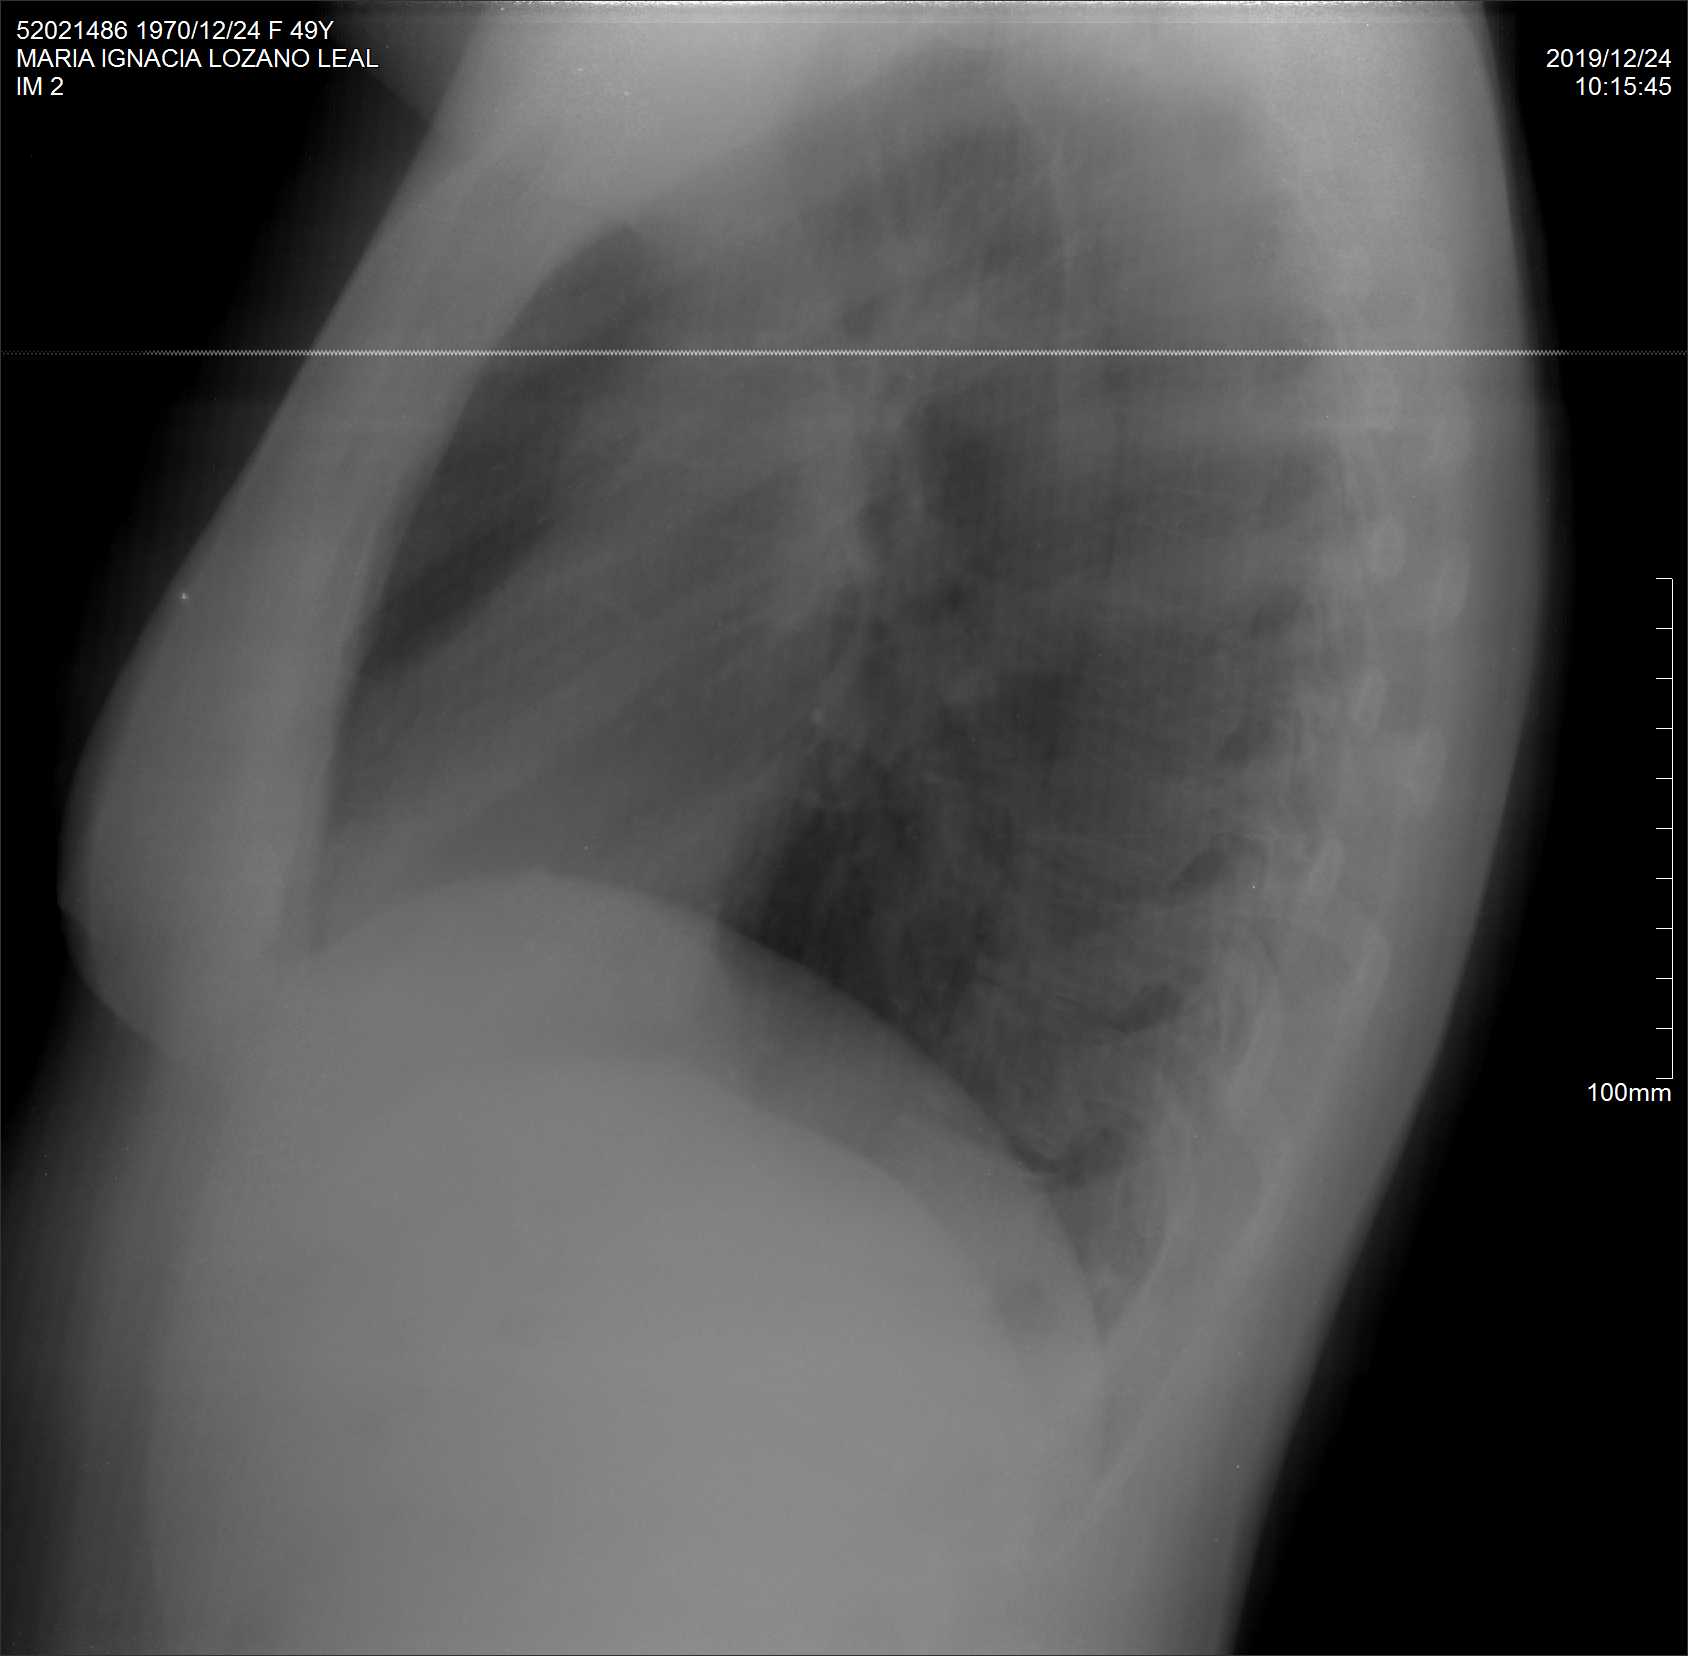 52021486 1970/12/24 F 49Y
MARIA IGNACIA LOZANO LEAL
IM 2
2019/12/24
10:15:45
100mm